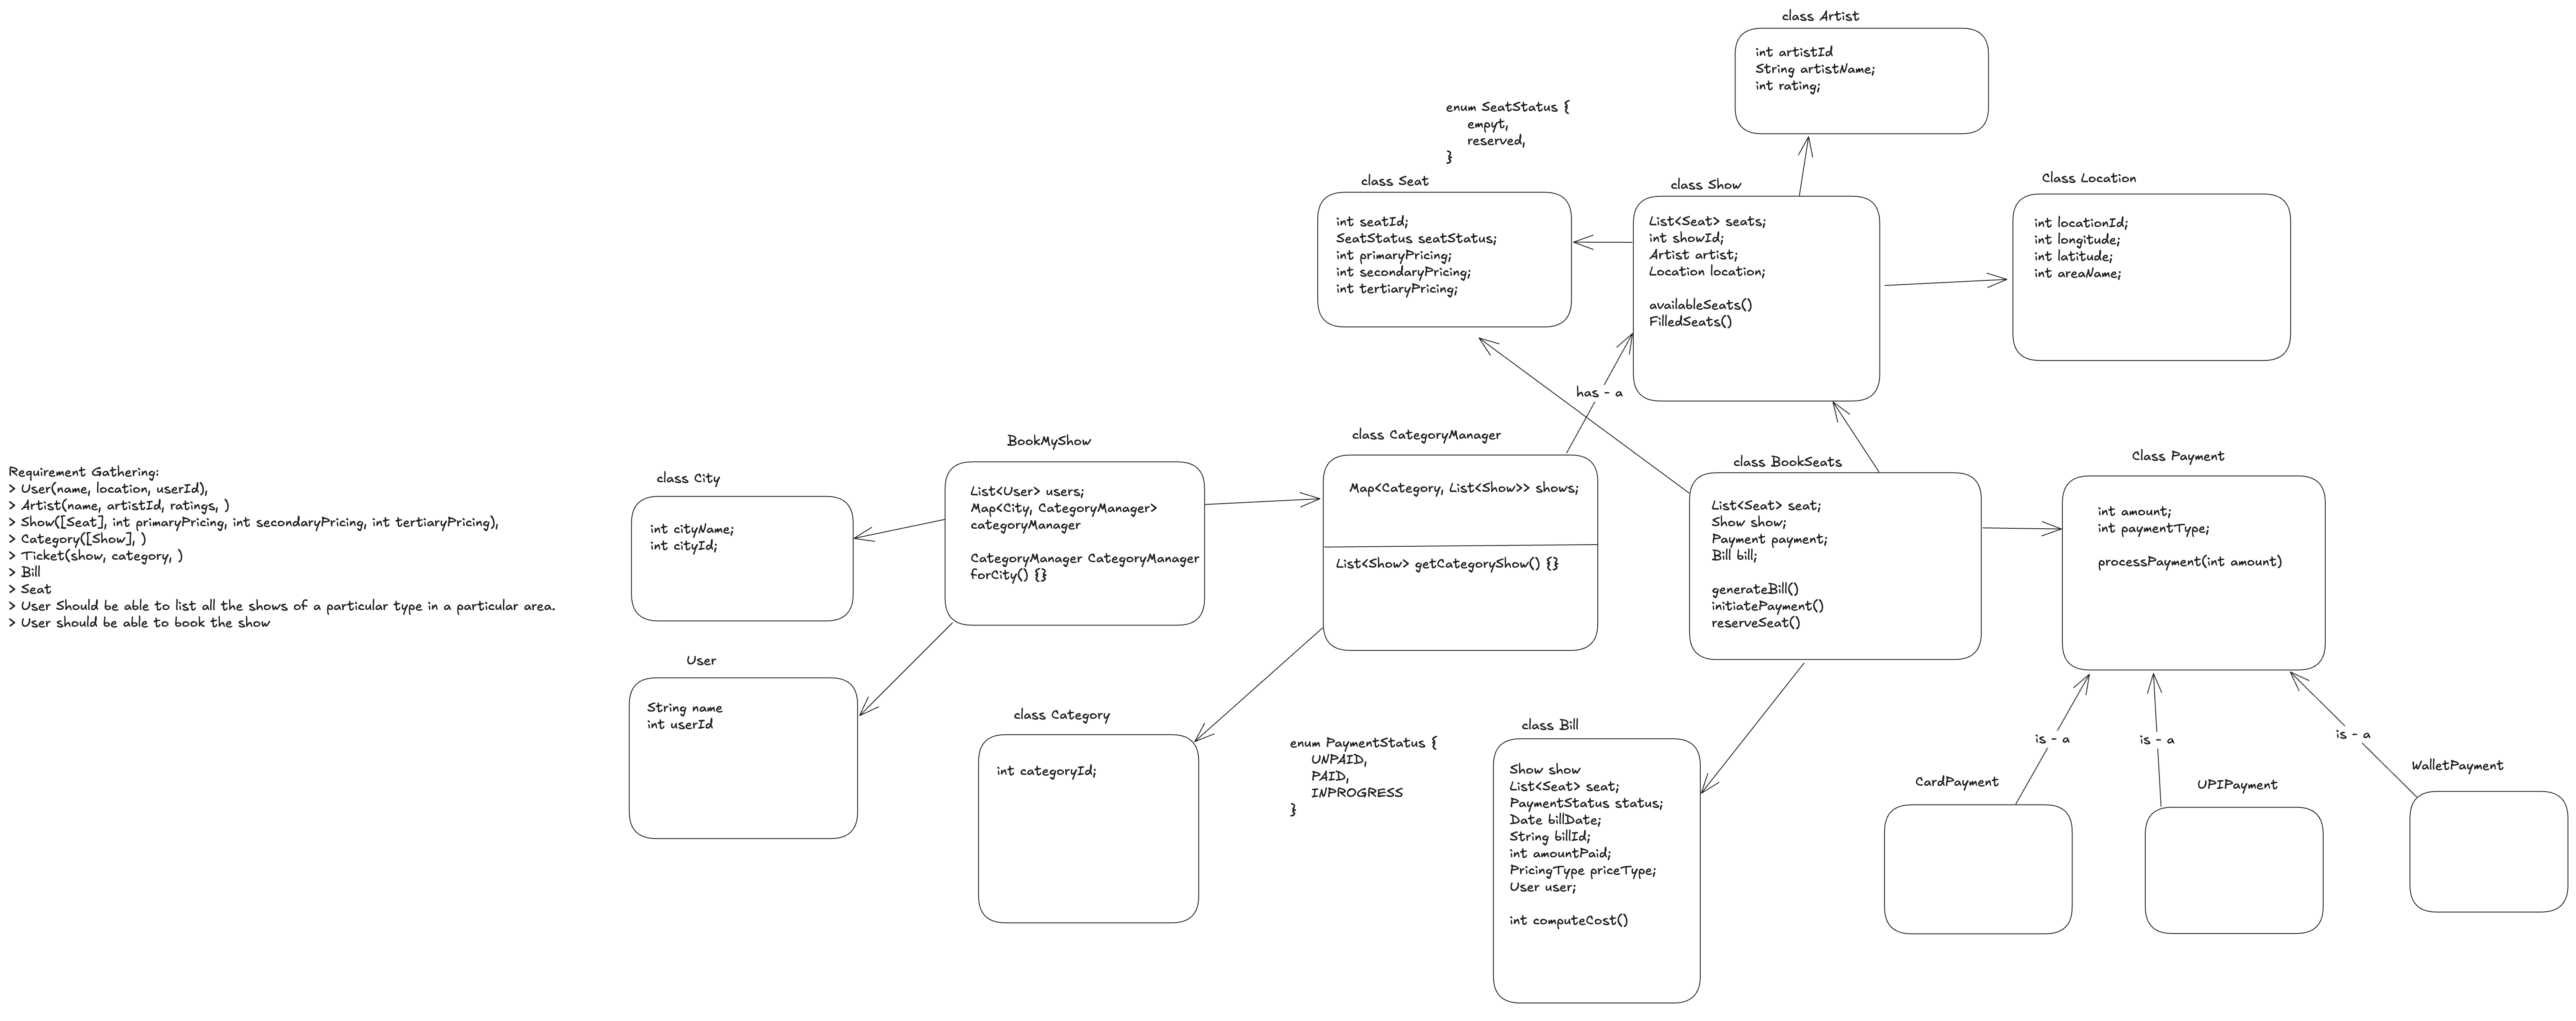 Requirement Gathering:
> User(name, location, userId),
> Artist(name, artistId, ratings, )
> Show([Seat], int primaryPricing, int secondaryPricing, int tertiaryPricing),
> Category([Show], )
> Ticket(show, category, )
> Bill
> Seat
> User Should be able to list all the shows of a particular type in a particular area.
> User should be able to book the show
class City
int cityName;
int cityId;
User
String name
int userId
BookMyShow
List<User> users;
Map<City, CategoryManager>
categoryManager
CategoryManager CategoryManager
forCity() {}
class Category
int categoryId;
class CategoryManager
Map<Category, List<Show>> shows;
List<Show> getCategoryShow() {}
has - a
enum SeatStatus {
empyt,
reserved,
}
class Seat
int seatId;
SeatStatus seatStatus;
int primaryPricing;
int secondaryPricing;
int tertiaryPricing;
class Artist
int artistId
String artistName;
int rating;
class Show
List<Seat> seats;
int showId;
Artist artist;
Location location;
availableSeats()
FilledSeats()
Class Location
int locationId;
int longitude;
int latitude;
int areaName;
class BookSeats
List<Seat> seat;
Show show;
Payment payment;
Bill bill;
generateBill()
initiatePayment()
reserveSeat()
Class Payment
int amount;
int paymentType;
processPayment(int amount)
enum PaymentStatus {
UNPAID,
PAID,
INPROGRESS
}
class Bill
Show show
List<Seat> seat;
PaymentStatus status;
Date billDate;
String billId;
int amountPaid;
PricingType priceType;
User user;
int computeCost()
is - a
is - a
is - a
CardPayment
UPIPayment
WalletPayment